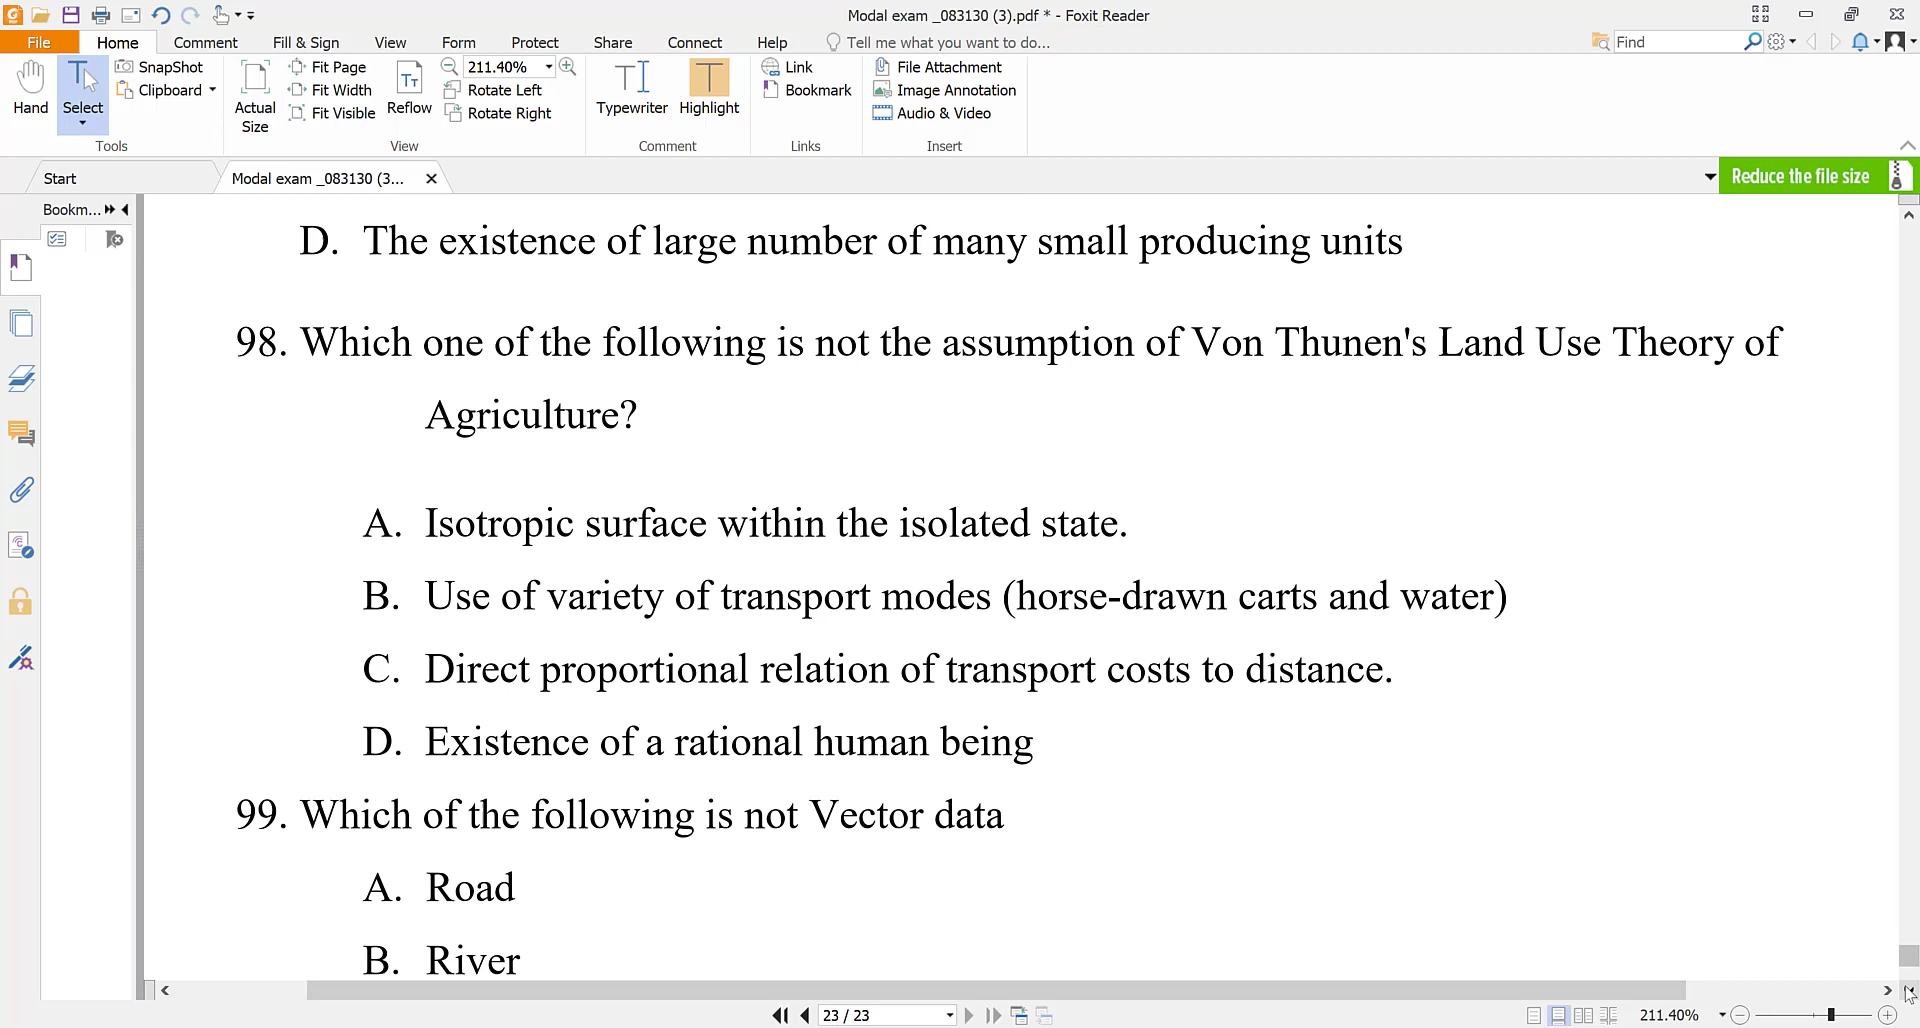 Modal exam _083130 (3).pdf * - Foxit Reader
File Home Comment Fill & Sign View Form Protect Share Connect Help Tell me what you want to do... Find
Hand
Select
SnapShot
Clipboard
Tools
Actual Size
Fit Page
Fit Width
Fit Visible
Reflow
211.40%
Rotate Left
Rotate Right
View
Typewriter
Highlight
Comment
Link
Bookmark
Links
File Attachment
Image Annotation
Audio & Video
Insert
Start
Modal exam _083130 (3...
Reduce the file size
Bookm...
D. The existence of large number of many small producing units
98. Which one of the following is not the assumption of Von Thunen's Land Use Theory of
Agriculture?
A. Isotropic surface within the isolated state.
B. Use of variety of transport modes (horse-drawn carts and water)
C. Direct proportional relation of transport costs to distance.
D. Existence of a rational human being
99. Which of the following is not Vector data
A. Road
B. River
23 / 23
211.40%